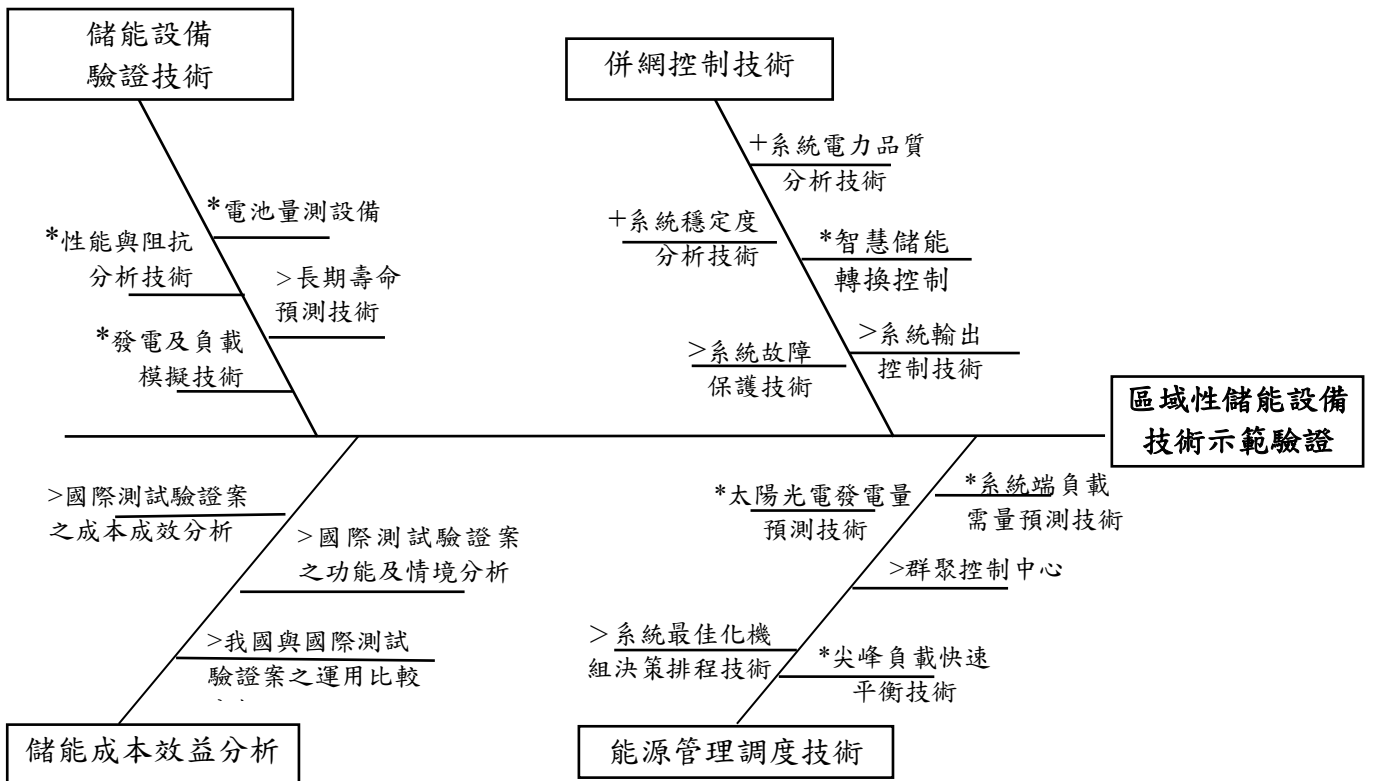 儲能設備
驗證技術
併網控制技術
+系統電力品質
分析技術
*電池量測設備
+系統穩定度
分析技術
*性能與阻抗
分析技術
*智慧儲能
轉換控制
>長期壽命
預測技術
*發電及負載
模擬技術
>系統故障
保護技術
>系統輸出
控制技術
區域性儲能設備
技術示範驗證
>國際測試驗證案
之成本成效分析
*太陽光電發電量
預測技術
*系統端負載
需量預測技術
>國際測試驗證案
之功能及情境分析
>群聚控制中心
>我國與國際測試
驗證案之運用比較
>系統最佳化機
組決策排程技術
*尖峰負載快速
平衡技術
儲能成本效益分析
能源管理調度技術